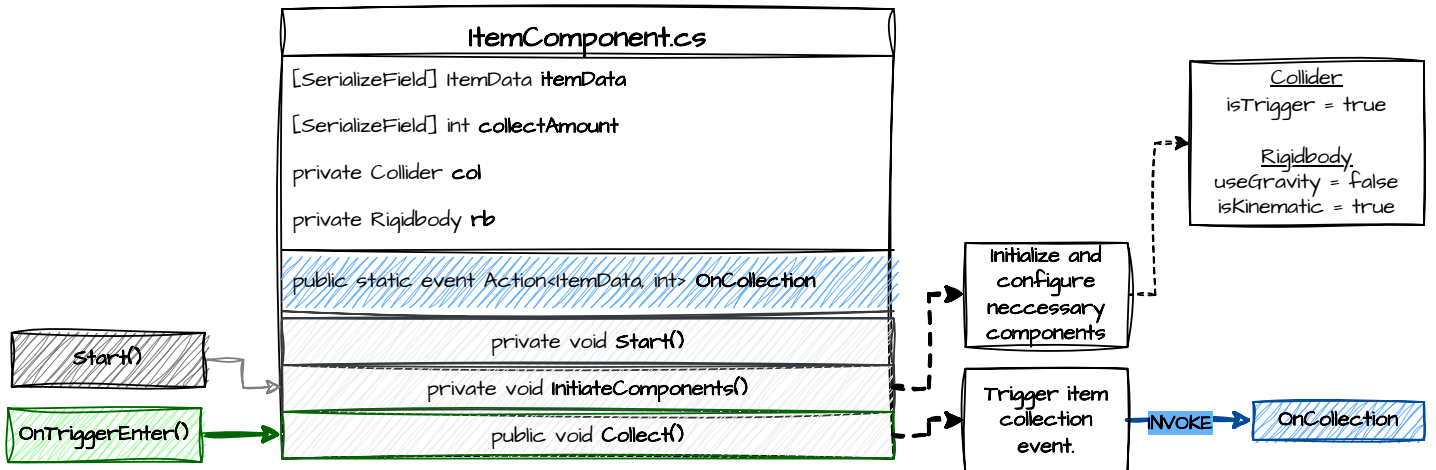 ItemComponent.cs
[SerializeField] ItemData itemData
[SerializeField] int collectAmount
private Collider col
private Rigidbody rb
public static event Action<ItemData, int> OnCollection
private void Start()
private void InitiateComponents()
public void Collect()
Start()
OnTriggerEnter()
Initialize and
configure
neccessary
components
Collider
isTrigger = true
Rigidbody
useGravity = false
isKinematic = true
Trigger item
collection
event.
INVOKE
OnCollection